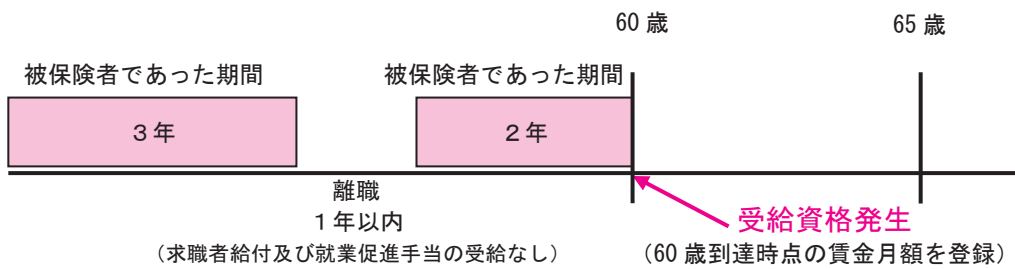 60 歳
65 歳
被保険者であった期間
被保険者であった期間
３年
２年
離職
１年以内
（求職者給付及び就業促進手当の受給なし）
受給資格発生
（60 歳到達時点の賃金月額を登録）